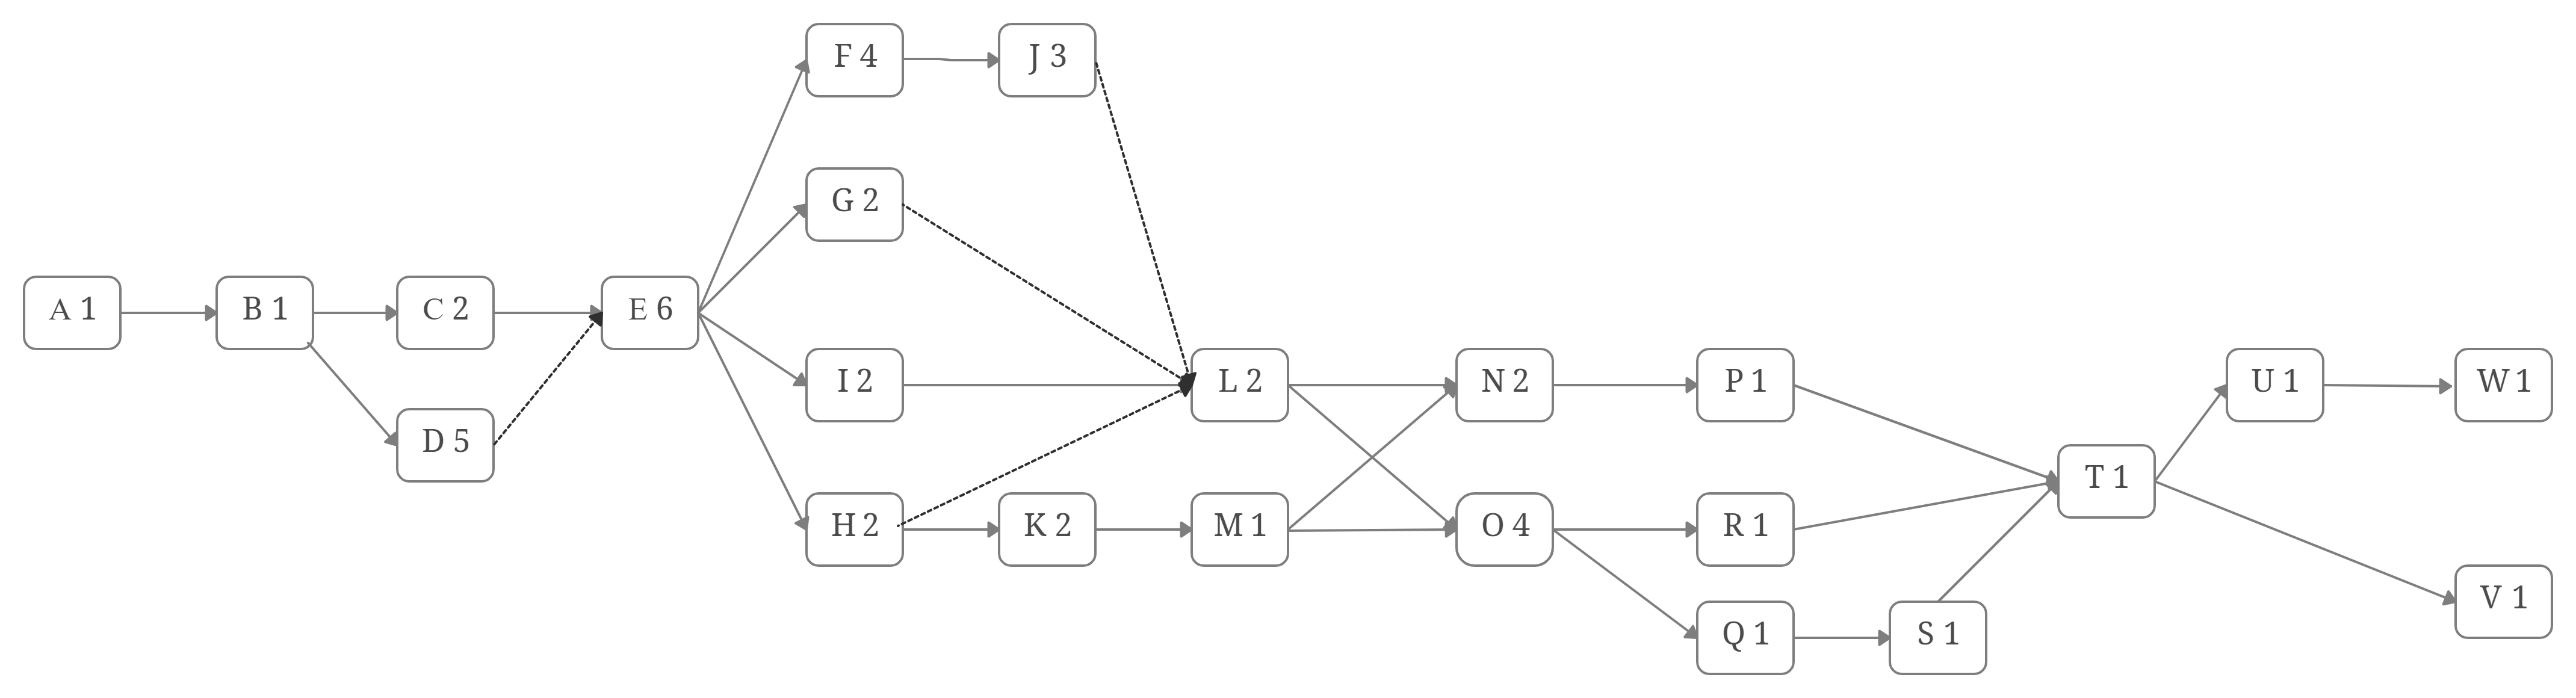 F 4
J 3
G 2
A 1
B 1
C 2
E 6
D 5
I 2
L 2
N 2
P 1
U 1
W 1
H 2
K 2
M 1
O 4
R 1
T 1
Q 1
S 1
V 1